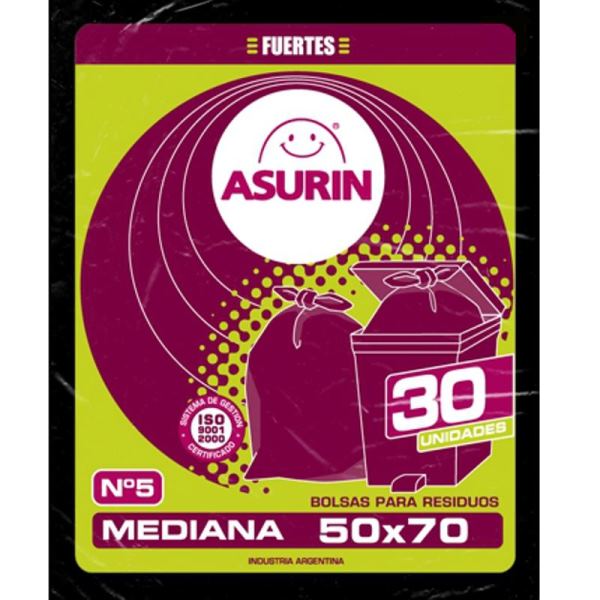 FUERTES
ASURIN®
30
UNIDADES
SISTEMA DE GESTION
ISO
9001
2000
CERTIFICADO
Nº5
BOLSAS PARA RESIDUOS
MEDIANA 50x70
INDUSTRIA ARGENTINA